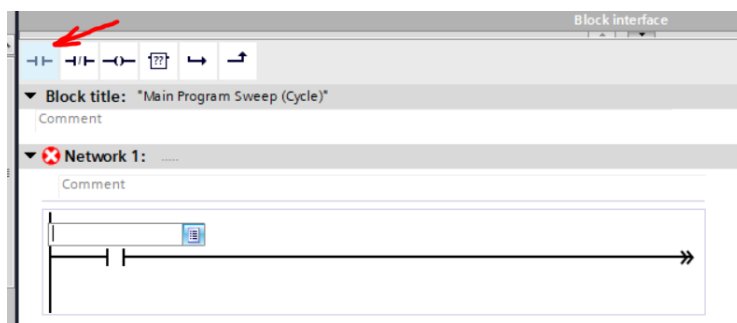 Block interface
??
Block title: "Main Program Sweep (Cycle)"
Comment
Network 1: .....
Comment